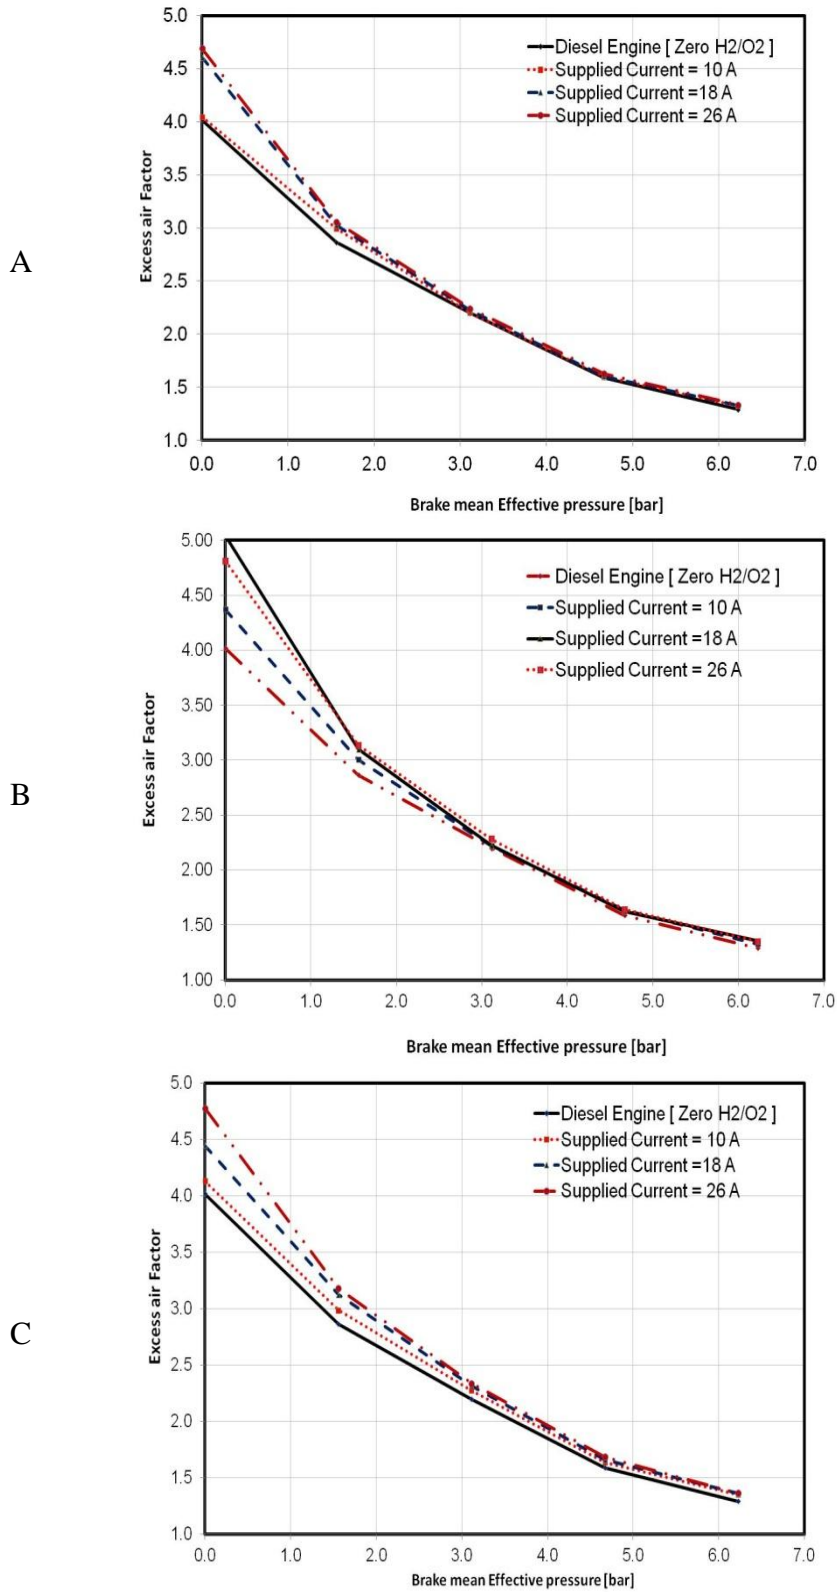 A
Excess air Factor
5.0
4.5
4.0
3.5
3.0
2.5
2.0
1.5
1.0
Diesel Engine [ Zero H2/O2 ]
Supplied Current = 10 A
Supplied Current =18 A
Supplied Current = 26 A
0.0 1.0 2.0 3.0 4.0 5.0 6.0 7.0
Brake mean Effective pressure [bar]
B
Excess air Factor
5.00
4.50
4.00
3.50
3.00
2.50
2.00
1.50
1.00
Diesel Engine [ Zero H2/O2 ]
Supplied Current = 10 A
Supplied Current =18 A
Supplied Current = 26 A
0.0 1.0 2.0 3.0 4.0 5.0 6.0 7.0
Brake mean Effective pressure [bar]
C
Excess air Factor
5.0
4.5
4.0
3.5
3.0
2.5
2.0
1.5
1.0
Diesel Engine [ Zero H2/O2 ]
Supplied Current = 10 A
Supplied Current =18 A
Supplied Current = 26 A
0.0 1.0 2.0 3.0 4.0 5.0 6.0 7.0
Brake mean Effective pressure [bar]